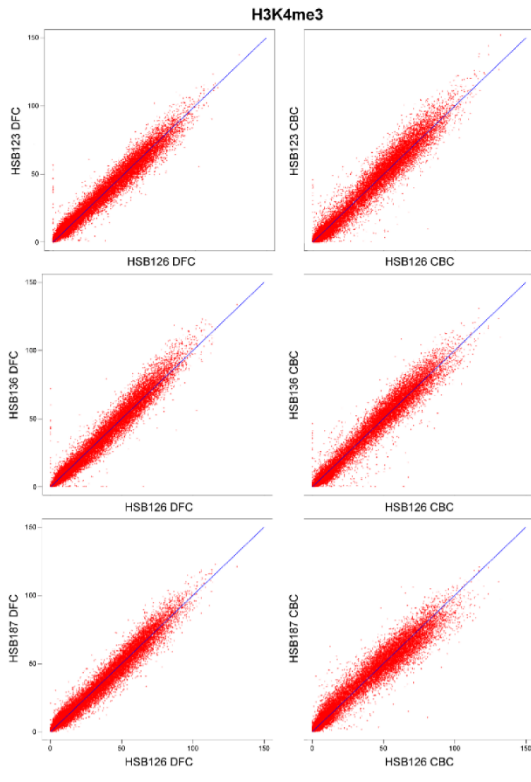 H3K4me3
150
100
50
0
HSB123 DFC
HSB126 DFC
HSB123 CBC
HSB126 CBC
150
100
50
0
HSB136 DFC
HSB126 DFC
HSB136 CBC
HSB126 CBC
150
100
50
0
HSB187 DFC
0 50 100 150
HSB126 DFC
HSB187 CBC
0 50 100 150
HSB126 CBC